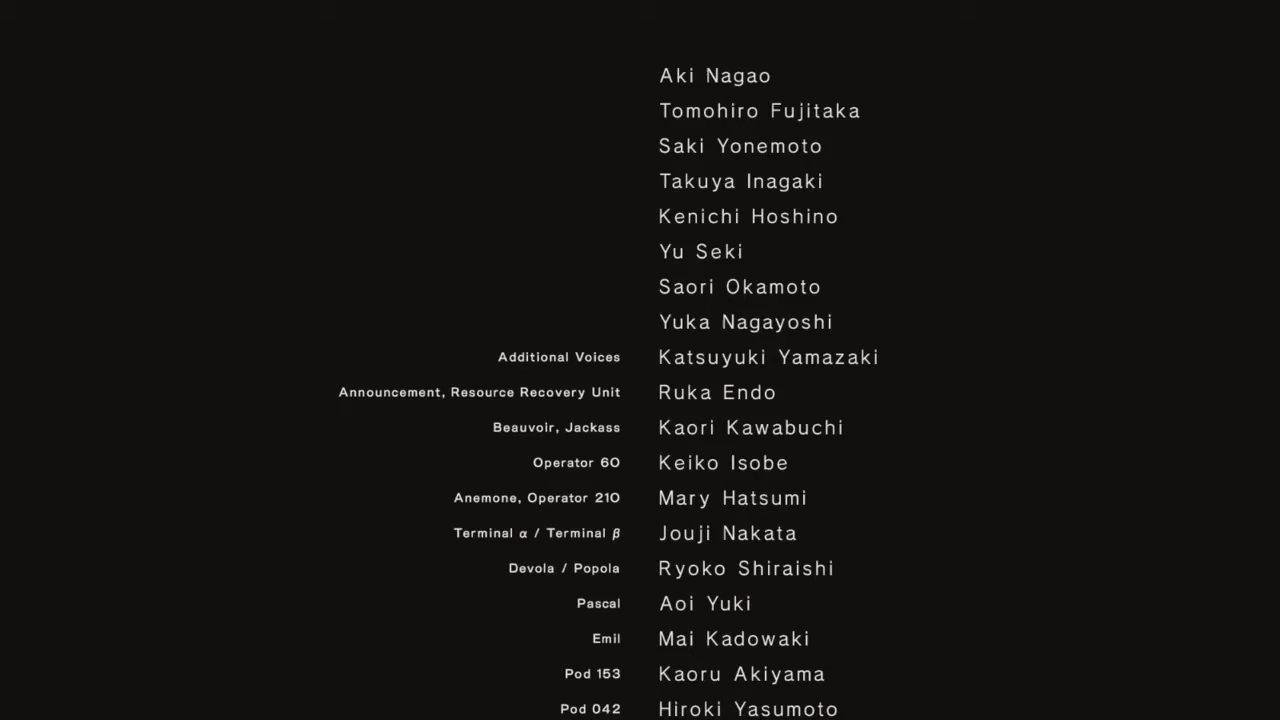 Aki Nagao
Tomohiro Fujitaka
Saki Yonemoto
Takuya Inagaki
Kenichi Hoshino
Yu Seki
Saori Okamoto
Yuka Nagayoshi
Additional Voices Katsuyuki Yamazaki
Announcement, Resource Recovery Unit Ruka Endo
Beauvoir, Jackass Kaori Kawabuchi
Operator 6O Keiko Isobe
Anemone, Operator 21O Mary Hatsumi
Terminal α / Terminal β Jouji Nakata
Devola / Popola Ryoko Shiraishi
Pascal Aoi Yuki
Emil Mai Kadowaki
Pod 153 Kaoru Akiyama
Pod 042 Hiroki Yasumoto